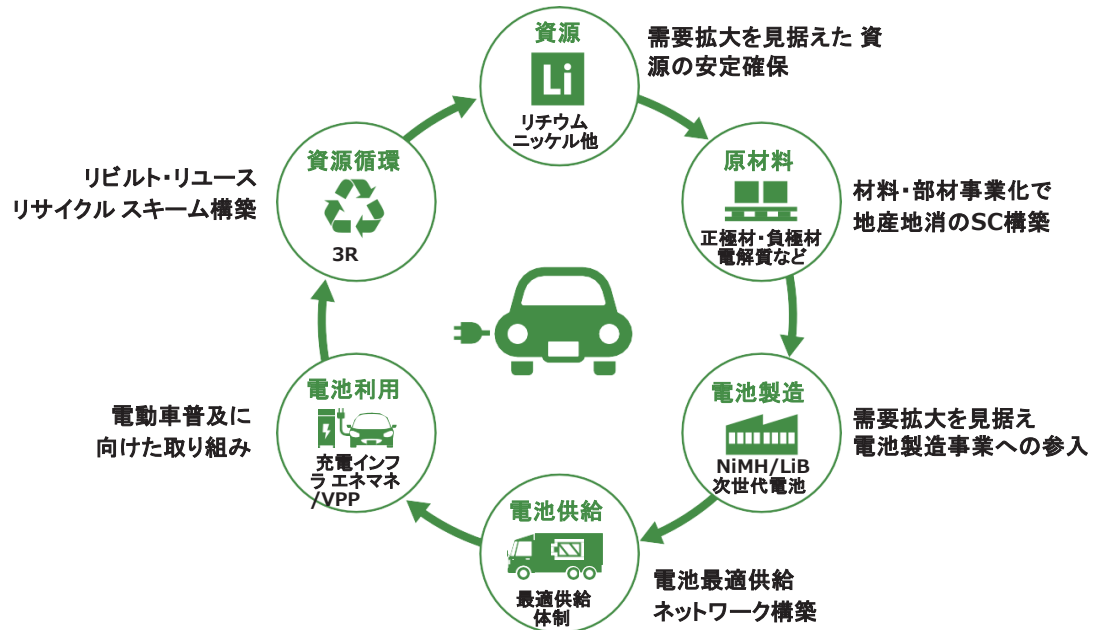 資源
Li
リチウム
ニッケル他
需要拡大を見据えた 資
源の安定確保
原材料
正極材・負極材
電解質など
材料・部材事業化で
地産地消のSC構築
電池製造
NiMH/LiB
次世代電池
需要拡大を見据え
電池製造事業への参入
電池供給
最適供給
体制
電池最適供給
ネットワーク構築
電池利用
充電インフ
ラ エネマネ
/VPP
電動車普及に
向けた取り組み
資源循環
3R
リビルト・リユース
リサイクル スキーム構築